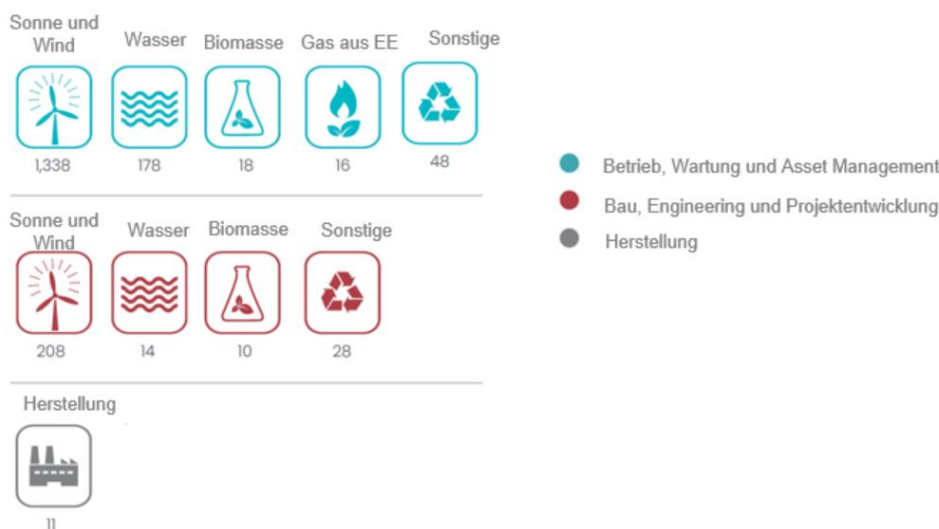 Sonne und
Wind
Wasser
Biomasse
Gas aus EE
Sonstige
1,338
178
18
16
48
Betrieb, Wartung und Asset Management
Bau, Engineering und Projektentwicklung
Herstellung
Sonne und
Wind
Wasser
Biomasse
Sonstige
208
14
10
28
Herstellung
11